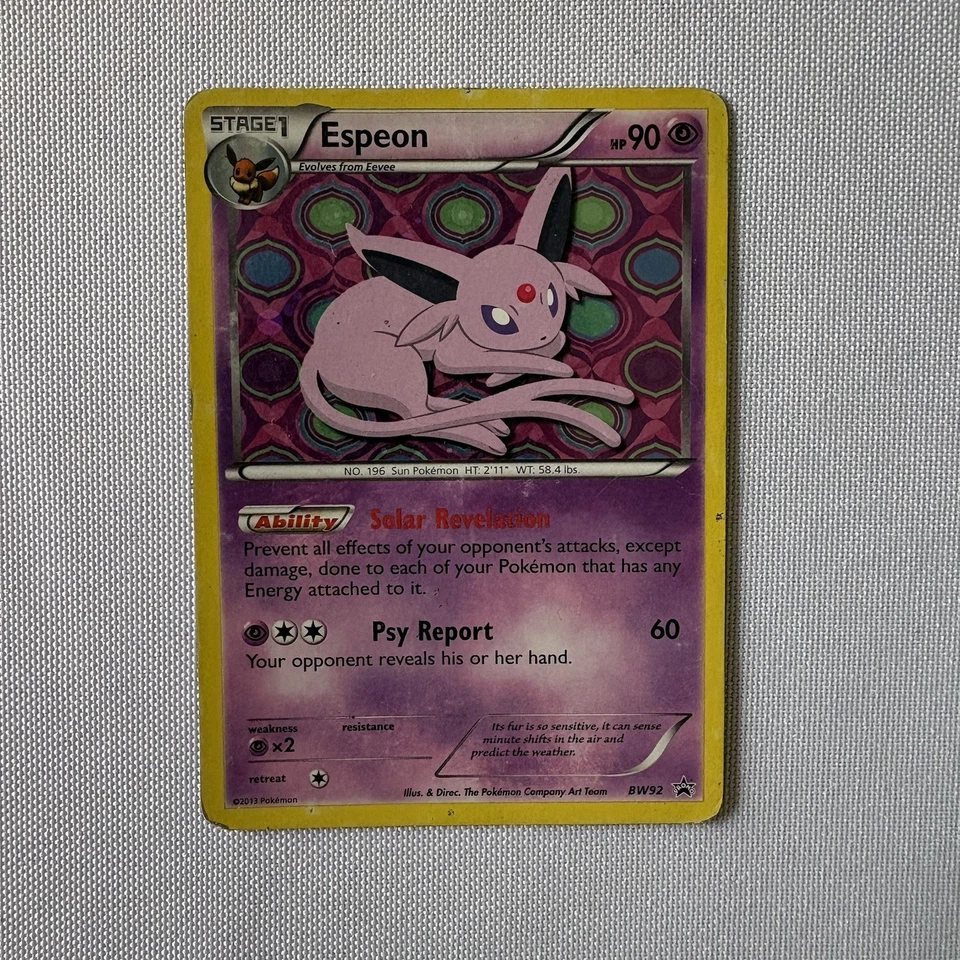 STAGE1 Espeon HP 90
Evolves from Eevee
NO. 196 Sun Pokémon HT: 2'11" WT: 58.4 lbs.
Ability Solar Revelation
Prevent all effects of your opponent's attacks, except
damage, done to each of your Pokémon that has any
Energy attached to it.
Psy Report 60
Your opponent reveals his or her hand.
weakness resistance
×2
retreat
Its fur is so sensitive, it can sense
minute shifts in the air and
predict the weather.
Illus. & Direc. The Pokémon Company Art Team BW92
©2013 Pokémon